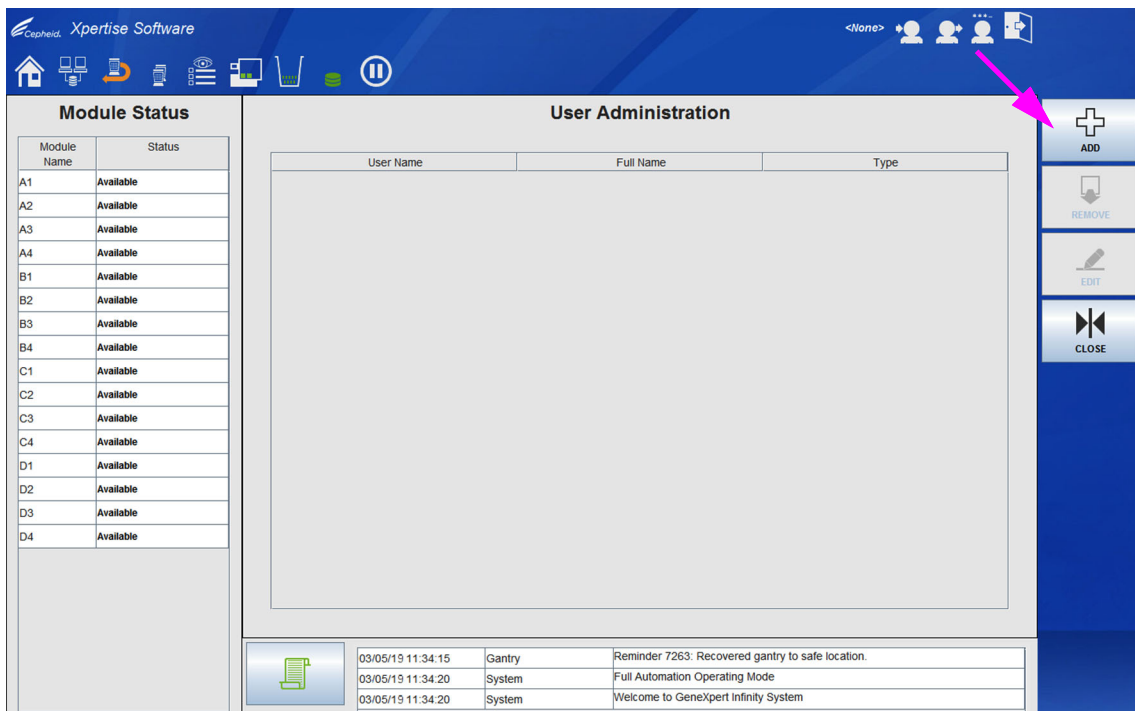 Cepheid. Xpertise Software
<None>
Module Status
Module Name Status
A1 Available
A2 Available
A3 Available
A4 Available
B1 Available
B2 Available
B3 Available
B4 Available
C1 Available
C2 Available
C3 Available
C4 Available
D1 Available
D2 Available
D3 Available
D4 Available
User Administration
User Name Full Name Type
03/05/19 11:34:15 Gantry Reminder 7263: Recovered gantry to safe location.
03/05/19 11:34:20 System Full Automation Operating Mode
03/05/19 11:34:20 System Welcome to GeneXpert Infinity System
ADD
REMOVE
EDIT
CLOSE